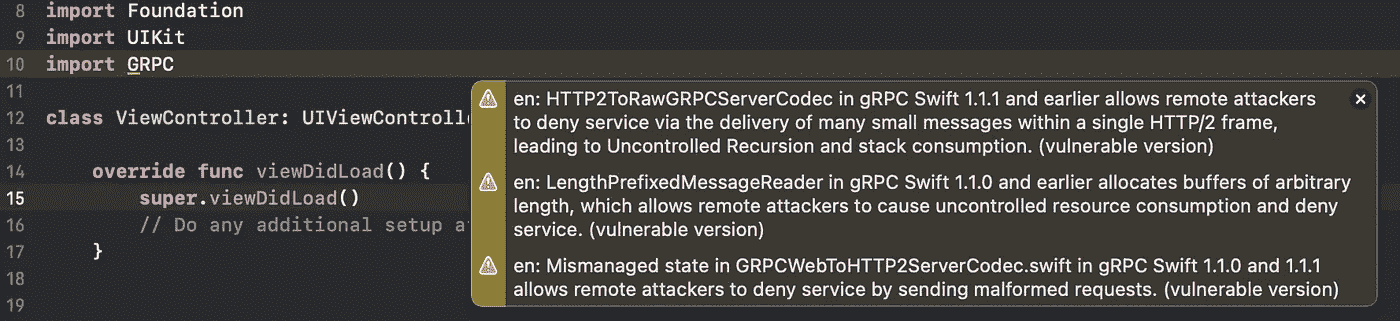 8 import Foundation
9 import UIKit
10 import GRPC
11
12 class ViewController: UIViewControlle
13
14 override func viewDidLoad() {
15 super.viewDidLoad()
16 // Do any additional setup a
17 }
18
19
en: HTTP2ToRawGRPCServerCodec in gRPC Swift 1.1.1 and earlier allows remote attackers
to deny service via the delivery of many small messages within a single HTTP/2 frame,
leading to Uncontrolled Recursion and stack consumption. (vulnerable version)
en: LengthPrefixedMessageReader in gRPC Swift 1.1.0 and earlier allocates buffers of arbitrary
length, which allows remote attackers to cause uncontrolled resource consumption and deny
service. (vulnerable version)
en: Mismanaged state in GRPCWebToHTTP2ServerCodec.swift in gRPC Swift 1.1.0 and 1.1.1
allows remote attackers to deny service by sending malformed requests. (vulnerable version)